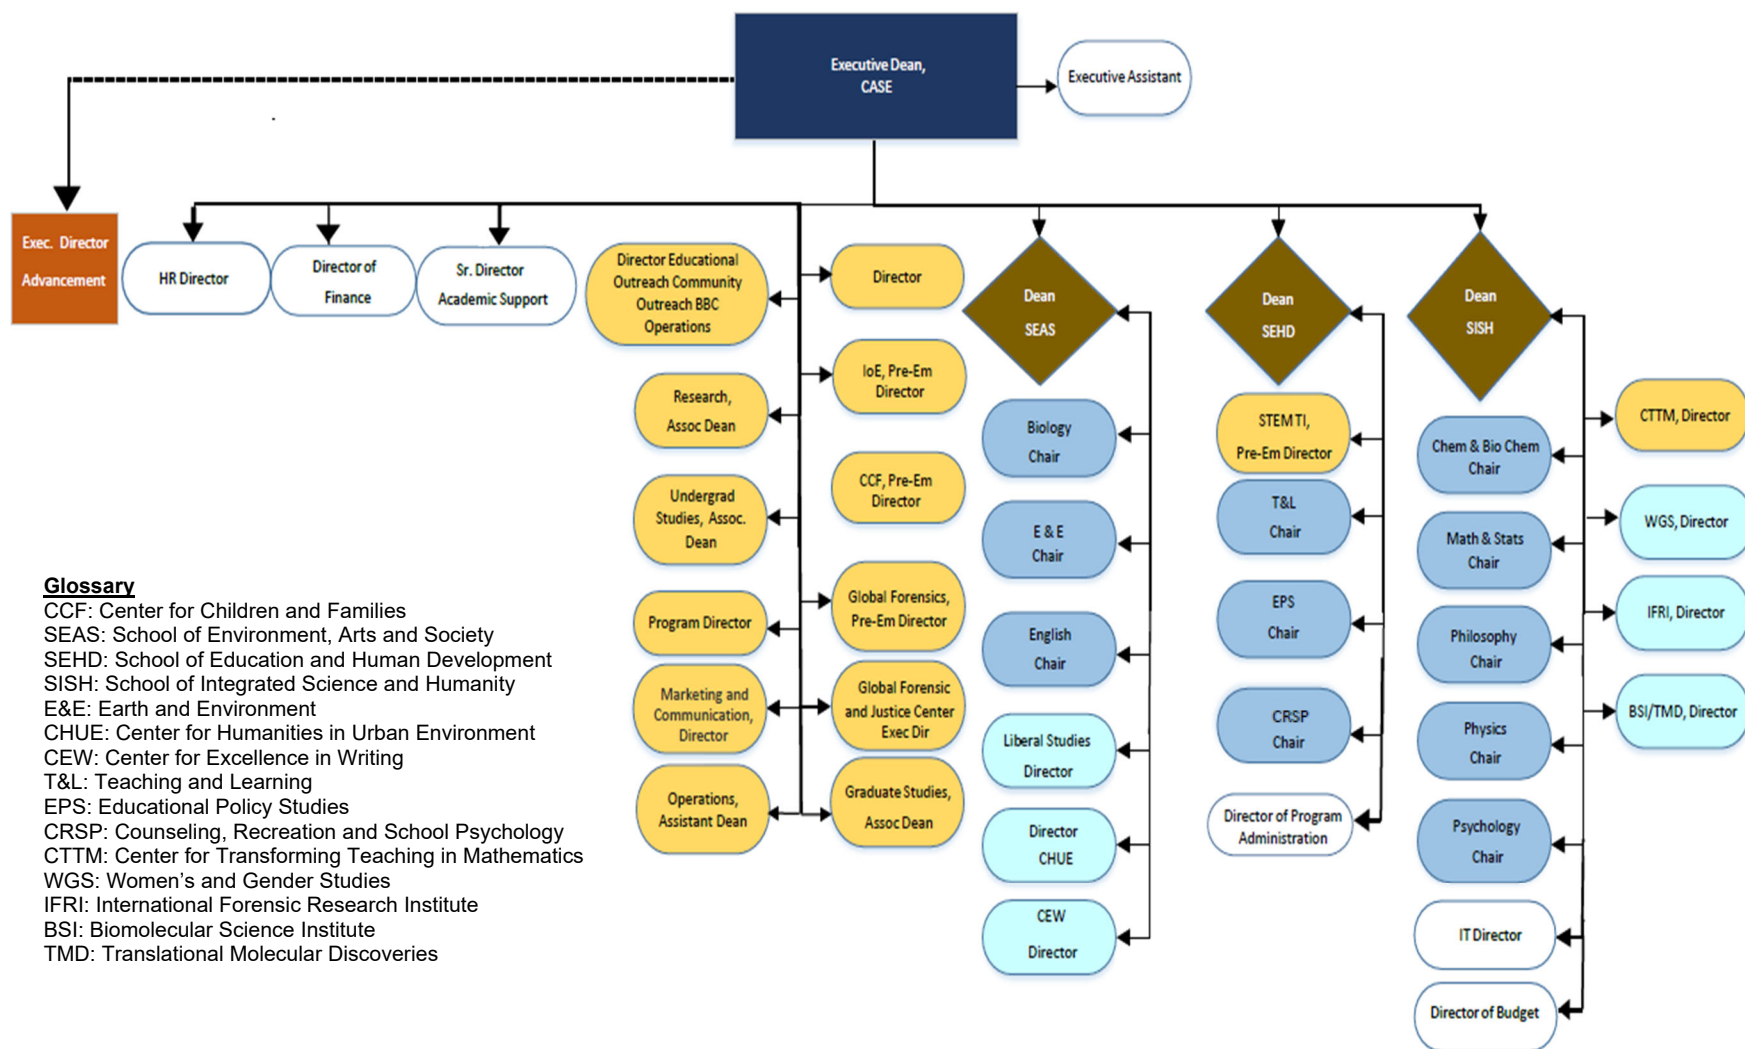 Executive Dean,
CASE
Executive Assistant
Exec. Director
Advancement
HR Director
Director of
Finance
Sr. Director
Academic Support
Director Educational
Outreach Community
Outreach BBC
Operations
Research,
Assoc Dean
Undergrad
Studies, Assoc.
Dean
Program Director
Marketing and
Communication,
Director
Operations,
Assistant Dean
Director
IoE, Pre-Em
Director
CCF, Pre-Em
Director
Global Forensics,
Pre-Em Director
Global Forensic
and Justice Center
Exec Dir
Graduate Studies,
Assoc Dean
Dean
SEAS
Biology
Chair
E & E
Chair
English
Chair
Liberal Studies
Director
Director
CHUE
CEW
Director
Dean
SEHD
STEM TI,
Pre-Em Director
T&L
Chair
EPS
Chair
CRSP
Chair
Director of Program
Administration
Dean
SISH
Chem & Bio Chem
Chair
Math & Stats
Chair
Philosophy
Chair
Physics
Chair
Psychology
Chair
IT Director
Director of Budget
CTTM, Director
WGS, Director
IFRI, Director
BSI/TMD, Director
Glossary
CCF: Center for Children and Families
SEAS: School of Environment, Arts and Society
SEHD: School of Education and Human Development
SISH: School of Integrated Science and Humanity
E&E: Earth and Environment
CHUE: Center for Humanities in Urban Environment
CEW: Center for Excellence in Writing
T&L: Teaching and Learning
EPS: Educational Policy Studies
CRSP: Counseling, Recreation and School Psychology
CTTM: Center for Transforming Teaching in Mathematics
WGS: Women’s and Gender Studies
IFRI: International Forensic Research Institute
BSI: Biomolecular Science Institute
TMD: Translational Molecular Discoveries